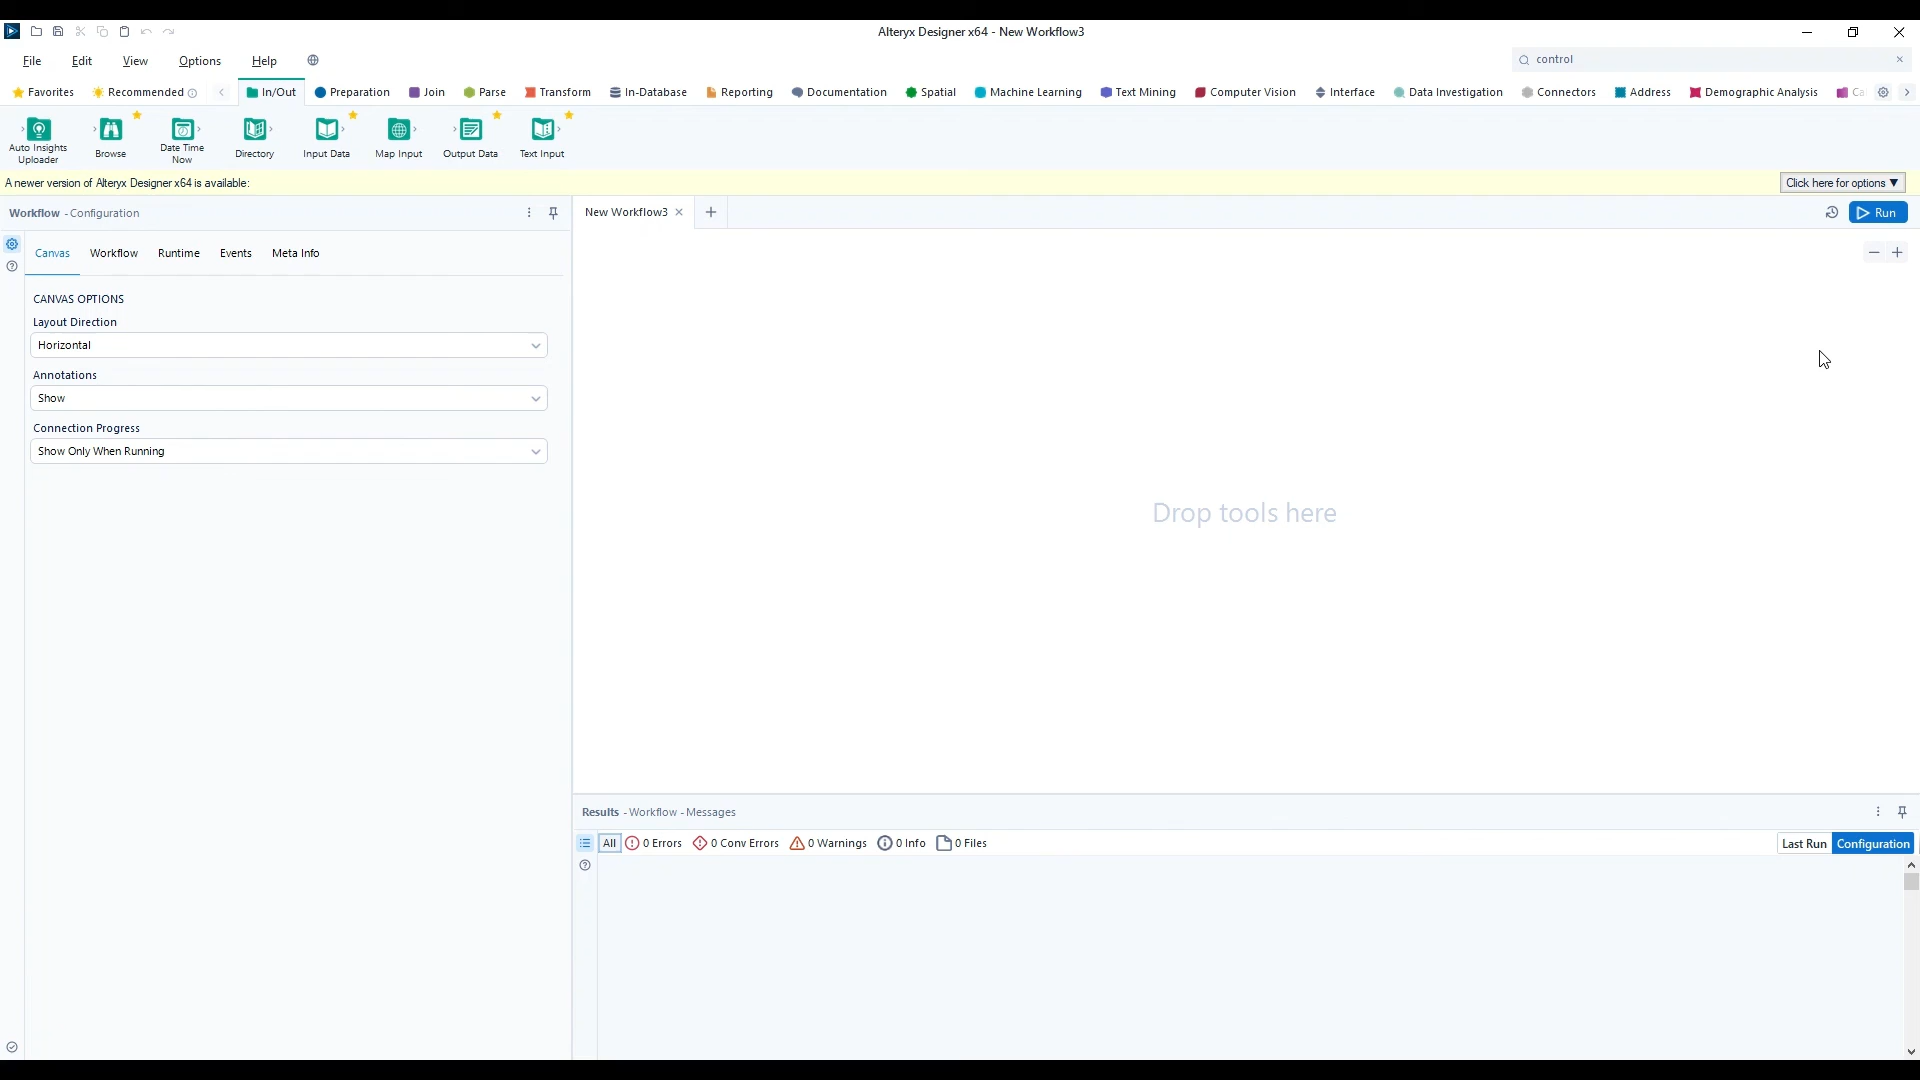 Alteryx Designer x64 - New Workflow3
File Edit View Options Help
control
Favorites Recommended In/Out Preparation Join Parse Transform In-Database Reporting Documentation Spatial Machine Learning Text Mining Computer Vision Interface Data Investigation Connectors Address Demographic Analysis
Auto Insights
Uploader
Browse
Date Time
Now
Directory
Input Data
Map Input
Output Data
Text Input
A newer version of Alteryx Designer x64 is available:
Click here for options ▼
Workflow - Configuration
New Workflow3
Run
Canvas Workflow Runtime Events Meta Info
CANVAS OPTIONS
Layout Direction
Horizontal
Annotations
Show
Connection Progress
Show Only When Running
Drop tools here
Results - Workflow - Messages
All 0 Errors 0 Conv Errors 0 Warnings 0 Info 0 Files
Last Run Configuration